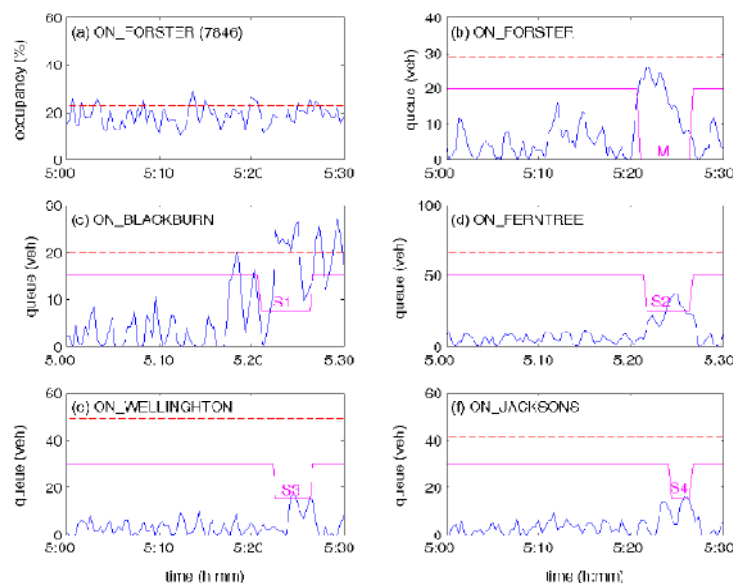 (a) ON_FORSTER (7846)
occupancy (%)
60
40
20
0
5:00 5:10 5:20 5:30
(b) ON_FORSTER
queue (veh)
40
30
20
10
0
M
5:00 5:10 5:20 5:30
(c) ON_BLACKBURN
queue (veh)
30
20
10
0
S1
5:00 5:10 5:20 5:30
(d) ON_FERNTREE
queue (veh)
100
50
0
S2
5:00 5:10 5:20 5:30
(e) ON_WELLINGHTON
queue (veh)
60
40
20
0
S3
5:00 5:10 5:20 5:30
time (h:mm)
(f) ON_JACKSONS
queue (veh)
60
40
20
0
S4
5:00 5:10 5:20 5:30
time (h:mm)